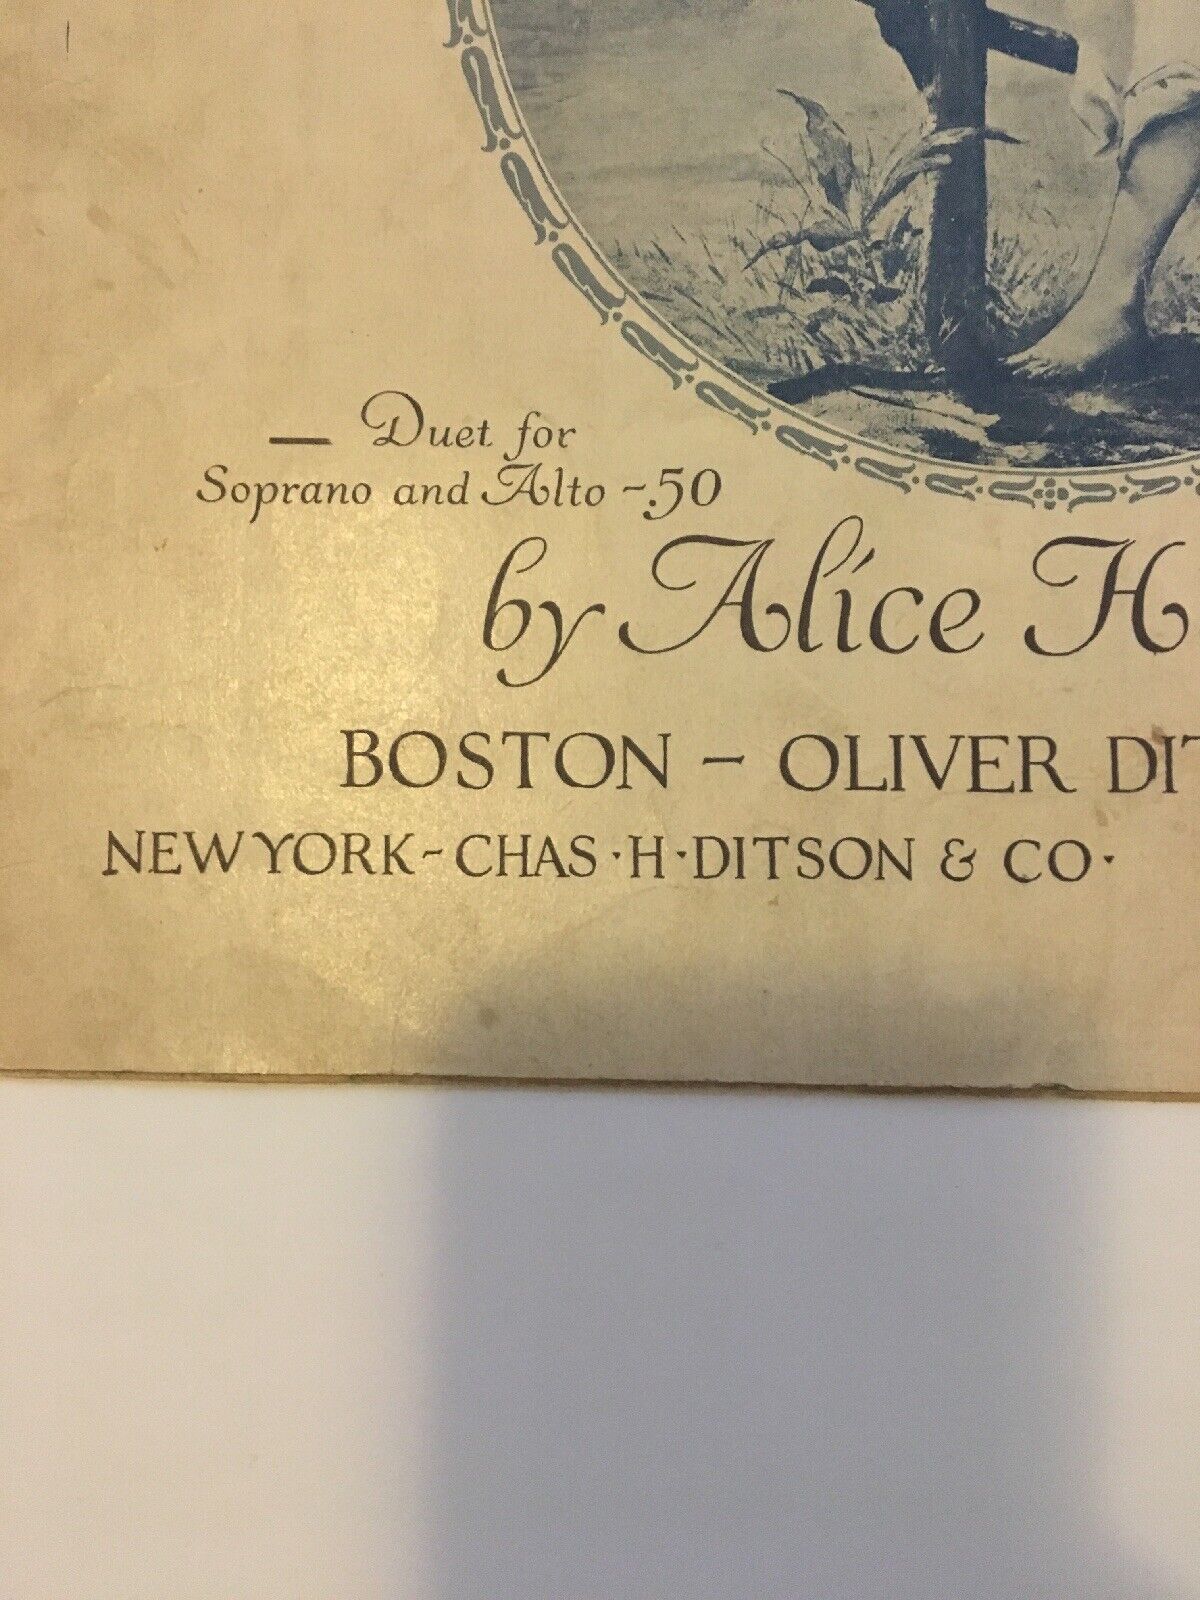 — Duet for
Soprano and Alto ~.50
by Alice H
BOSTON – OLIVER DIT
NEW YORK ~ CHAS · H · DITSON & CO ·